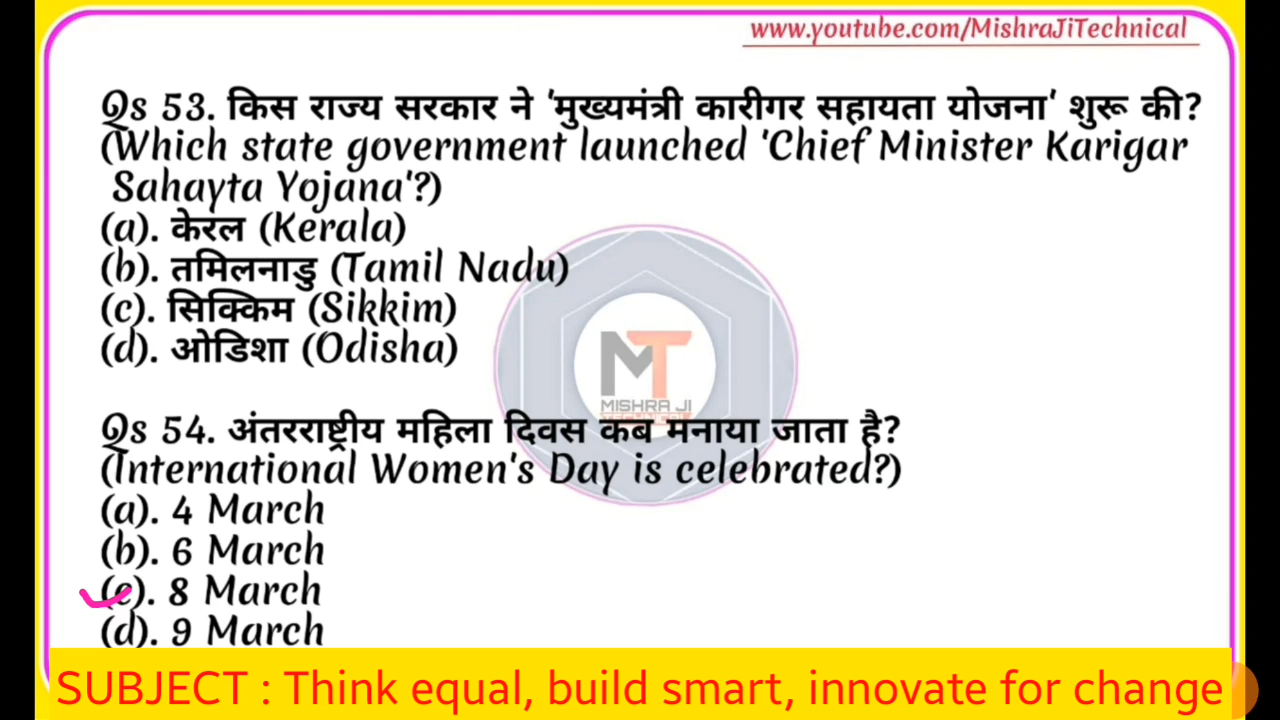 www.youtube.com/MishraJiTechnical
Qs 53. किस राज्य सरकार ने 'मुख्यमंत्री कारीगर सहायता योजना' शुरू की?
(Which state government launched 'Chief Minister Karigar
Sahayta Yojana'?)
(a). केरल (Kerala)
(b). तमिलनाडु (Tamil Nadu)
(c). सिक्किम (Sikkim)
(d). ओडिशा (Odisha)
MT
MISHRA JI
TECHNICAL
Qs 54. अंतरराष्ट्रीय महिला दिवस कब मनाया जाता है?
(International Women's Day is celebrated?)
(a). 4 March
(b). 6 March
(c). 8 March
(d). 9 March
SUBJECT : Think equal, build smart, innovate for change